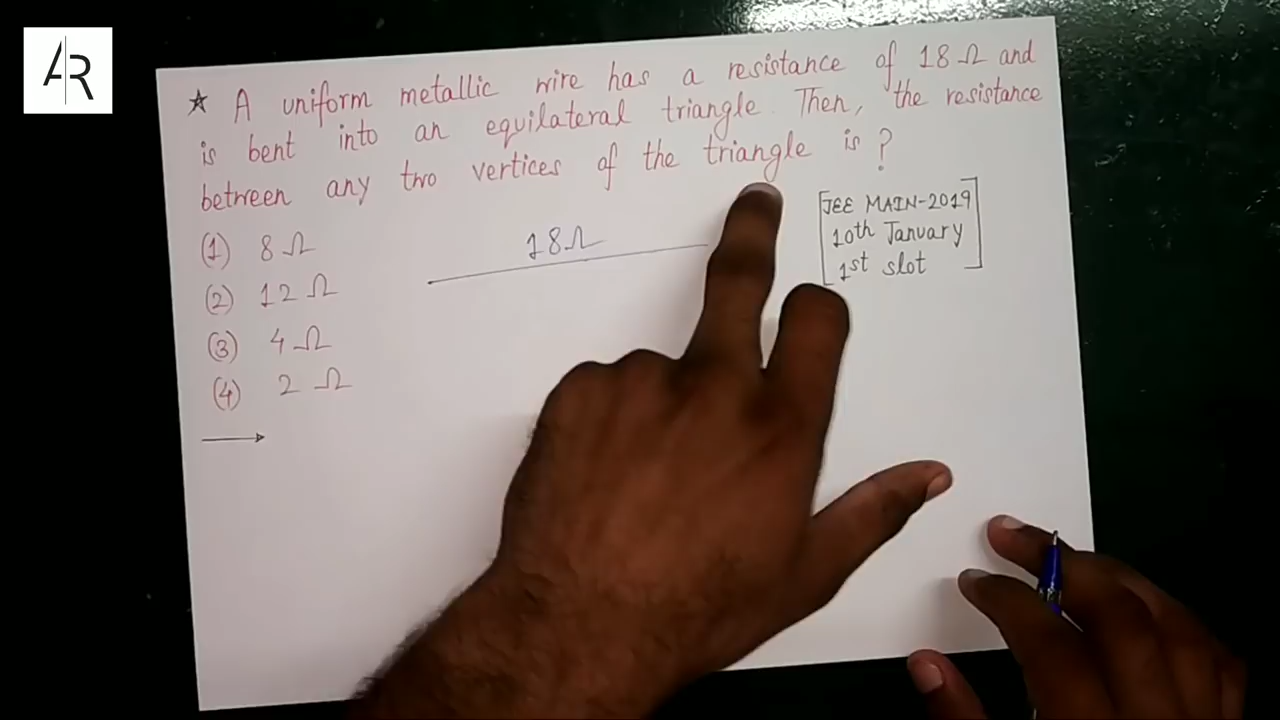 AR
☆ A uniform metallic wire has a resistance of 18 Ω and
is bent into an equilateral triangle. Then, the resistance
between any two vertices of the triangle is ?
[JEE MAIN-2019
10th January
1st slot]
(1) 8 Ω
(2) 12 Ω
(3) 4 Ω
(4) 2 Ω
18Ω